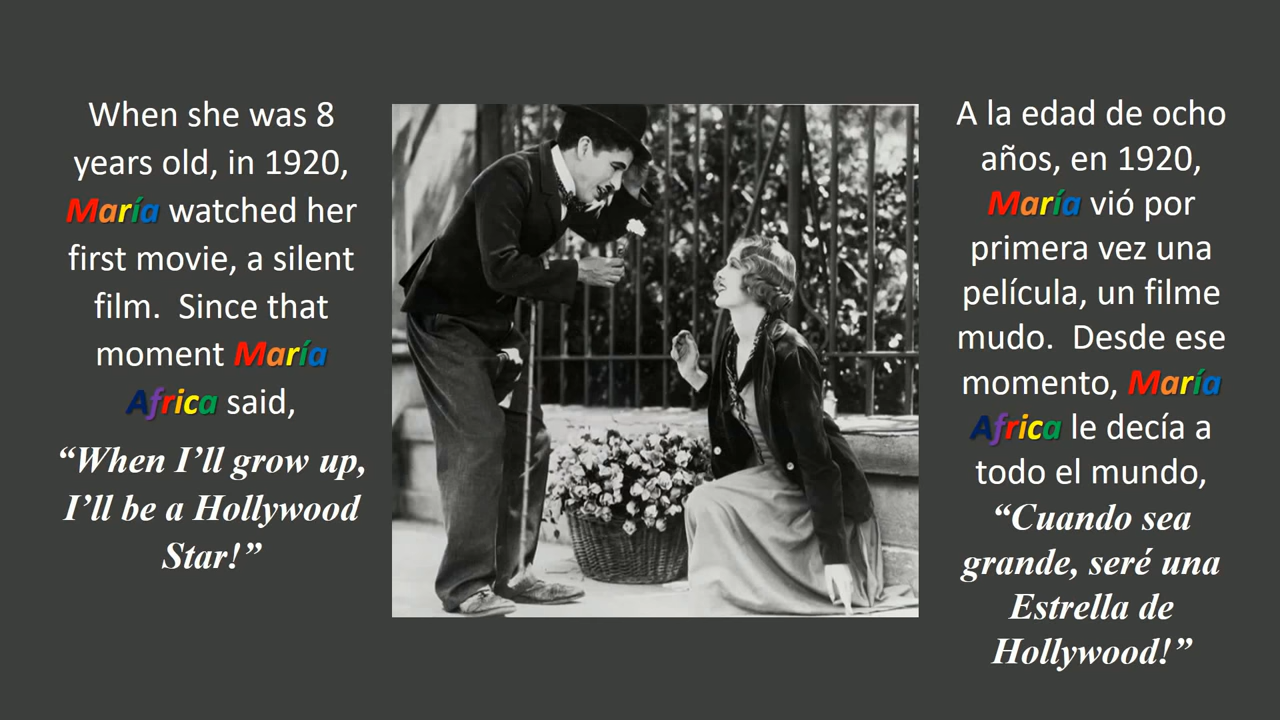 When she was 8
years old, in 1920,
María watched her
first movie, a silent
film.  Since that
moment María
Africa said,
“When I’ll grow up,
I’ll be a Hollywood
Star!”
A la edad de ocho
años, en 1920,
María vió por
primera vez una
película, un filme
mudo.  Desde ese
momento, María
Africa le decía a
todo el mundo,
“Cuando sea
grande, seré una
Estrella de
Hollywood!”